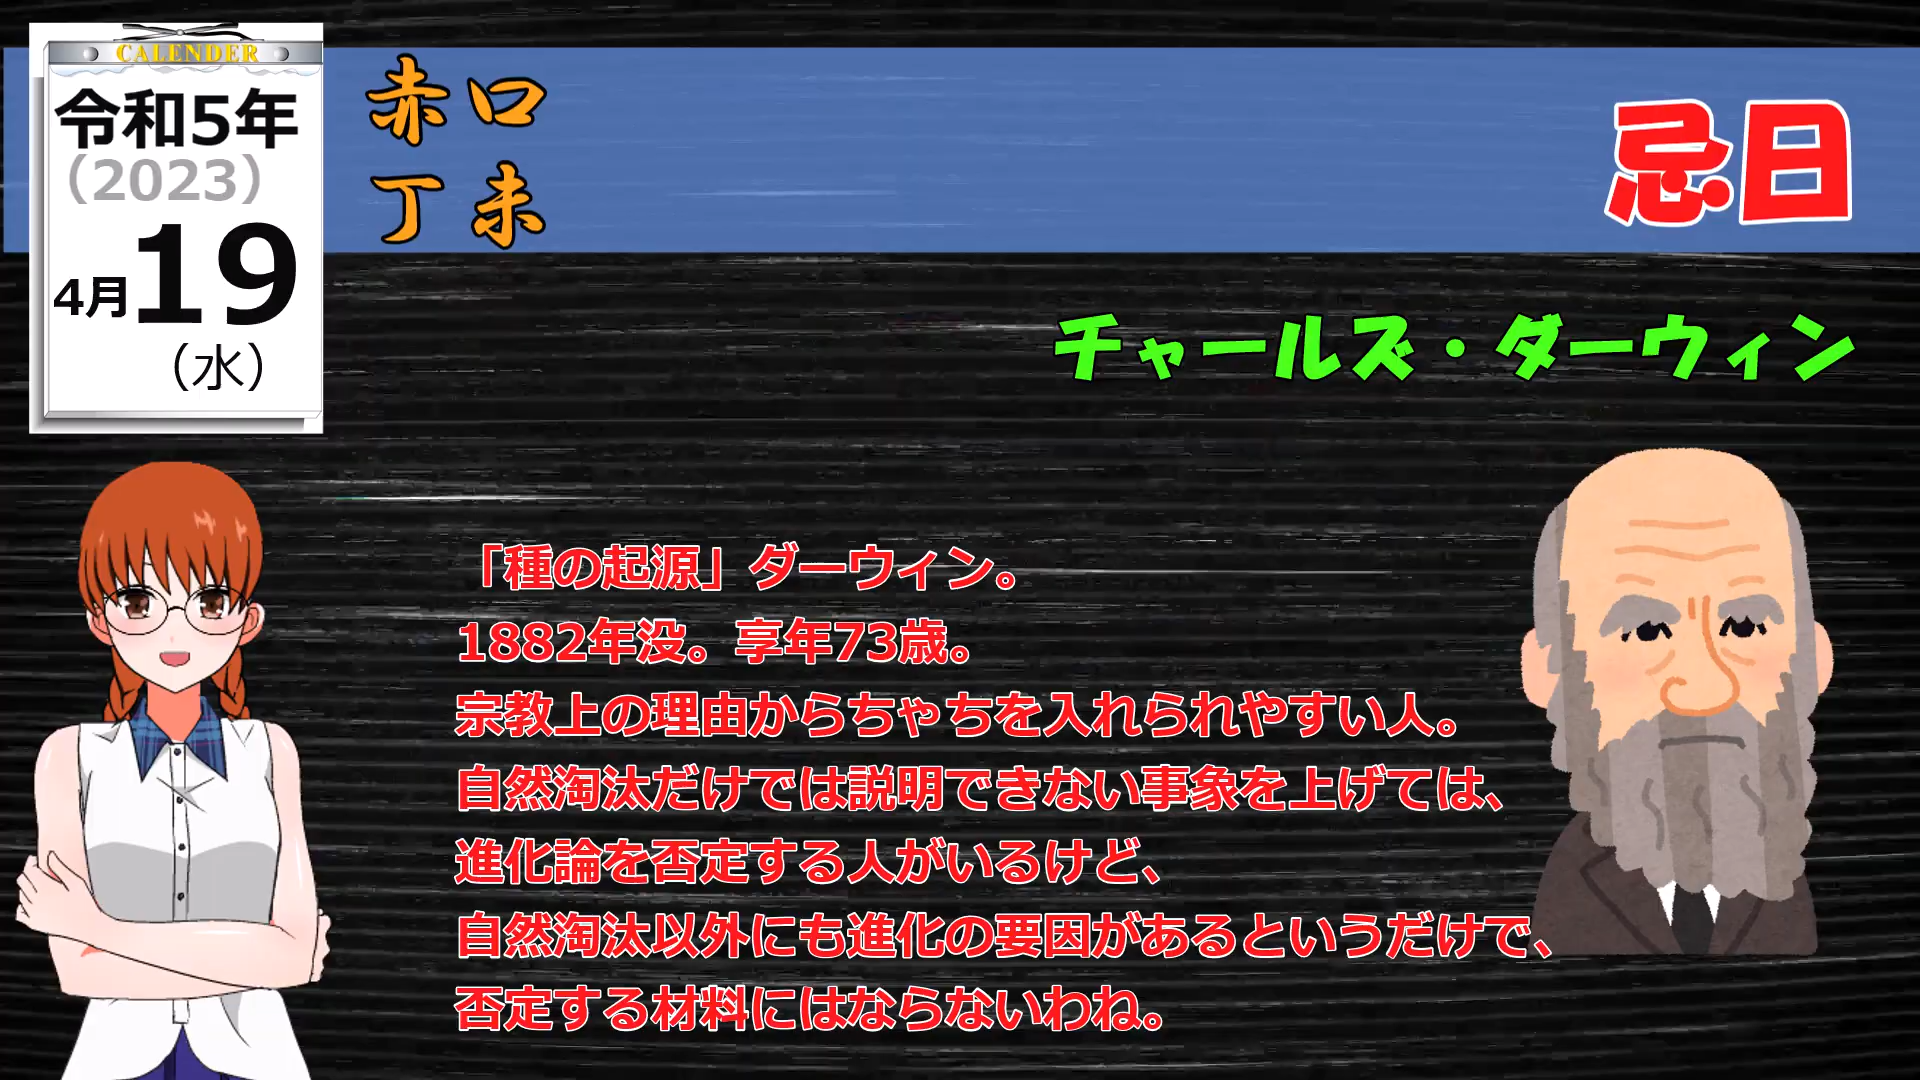 CALENDER
令和5年
（2023）
4月19
（水）
赤口
丁未
忌日
チャールズ・ダーウィン
「種の起源」ダーウィン。
1882年没。享年73歳。
宗教上の理由からちゃちを入れられやすい人。
自然淘汰だけでは説明できない事象を上げては、
進化論を否定する人がいるけど、
自然淘汰以外にも進化の要因があるというだけで、
否定する材料にはならないわね。